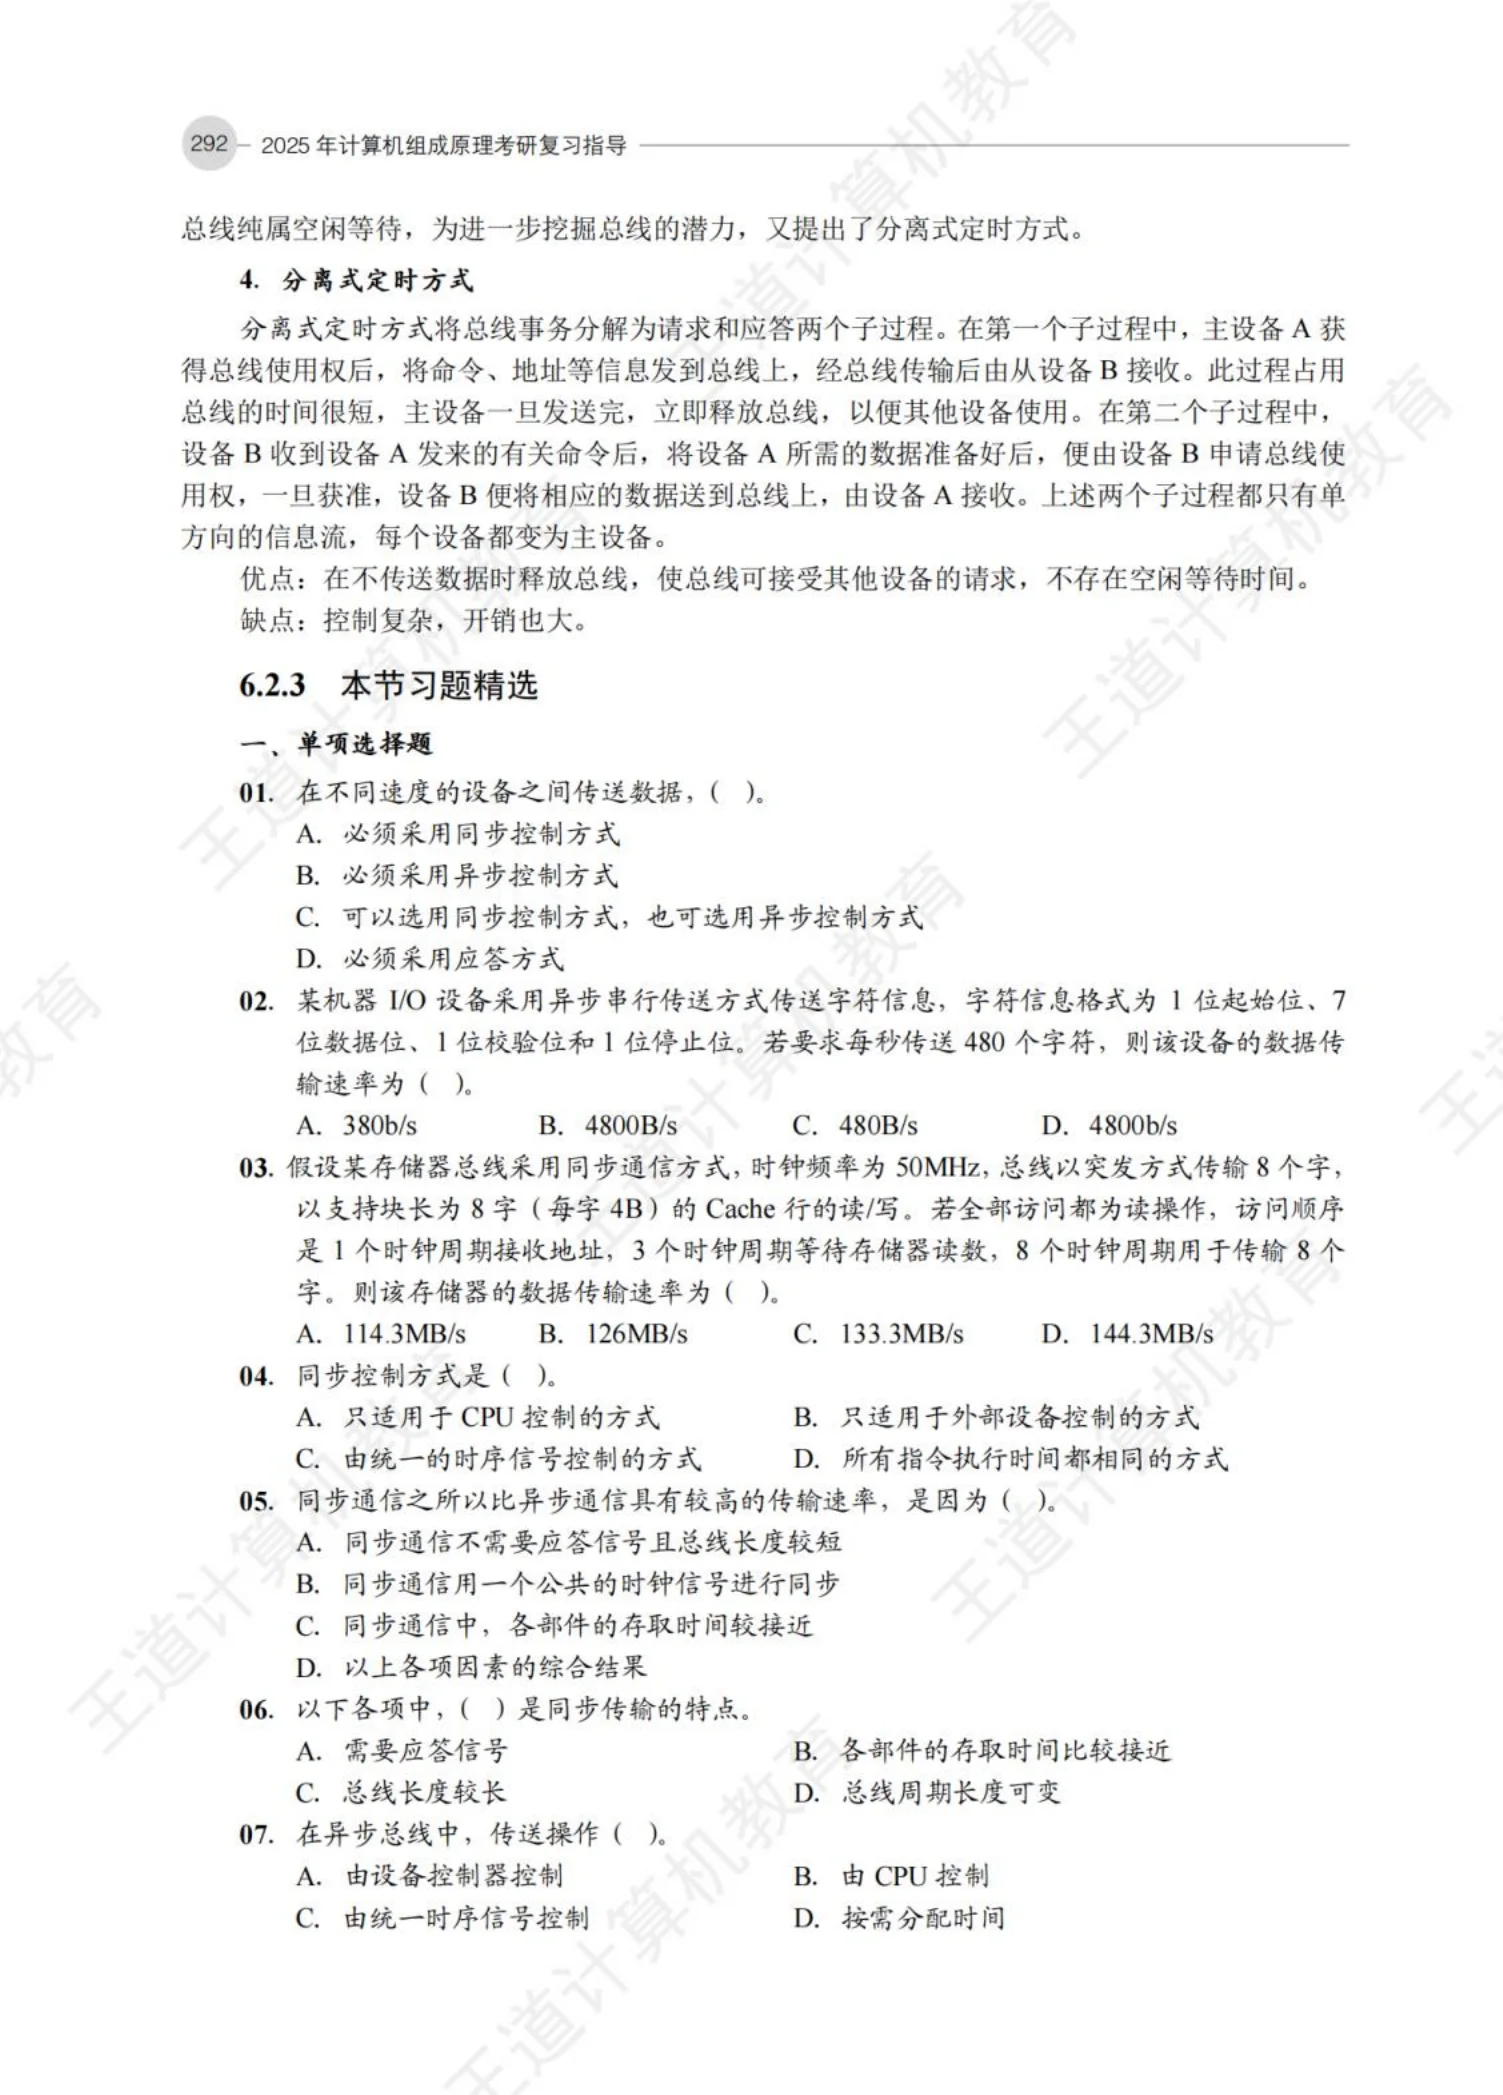 292 2025 年计算机组成原理考研复习指导
总线纯属空闲等待，为进一步挖掘总线的潜力，又提出了分离式定时方式。
4. 分离式定时方式
分离式定时方式将总线事务分解为请求和应答两个子过程。在第一个子过程中，主设备 A 获
得总线使用权后，将命令、地址等信息发到总线上，经总线传输后由从设备 B 接收。此过程占用
总线的时间很短，主设备一旦发送完，立即释放总线，以便其他设备使用。在第二个子过程中，
设备 B 收到设备 A 发来的有关命令后，将设备 A 所需的数据准备好后，便由设备 B 申请总线使
用权，一旦获准，设备 B 便将相应的数据送到总线上，由设备 A 接收。上述两个子过程都只有单
方向的信息流，每个设备都变为主设备。
优点：在不传送数据时释放总线，使总线可接受其他设备的请求，不存在空闲等待时间。
缺点：控制复杂，开销也大。
6.2.3 本节习题精选
一、单项选择题
01. 在不同速度的设备之间传送数据，（ ）。
A. 必须采用同步控制方式
B. 必须采用异步控制方式
C. 可以选用同步控制方式，也可选用异步控制方式
D. 必须采用应答方式
02. 某机器 I/O 设备采用异步串行传送方式传送字符信息，字符信息格式为 1 位起始位、7
位数据位、1 位校验位和 1 位停止位。若要求每秒传送 480 个字符，则该设备的数据传
输速率为（ ）。
A. 380b/s B. 4800B/s C. 480B/s D. 4800b/s
03. 假设某存储器总线采用同步通信方式，时钟频率为 50MHz，总线以突发方式传输 8 个字，
以支持块长为 8 字（每字 4B）的 Cache 行的读/写。若全部访问都为读操作，访问顺序
是 1 个时钟周期接收地址，3 个时钟周期等待存储器读数，8 个时钟周期用于传输 8 个
字。则该存储器的数据传输速率为（ ）。
A. 114.3MB/s B. 126MB/s C. 133.3MB/s D. 144.3MB/s
04. 同步控制方式是（ ）。
A. 只适用于 CPU 控制的方式 B. 只适用于外部设备控制的方式
C. 由统一的时序信号控制的方式 D. 所有指令执行时间都相同的方式
05. 同步通信之所以比异步通信具有较高的传输速率，是因为（ ）。
A. 同步通信不需要应答信号且总线长度较短
B. 同步通信用一个公共的时钟信号进行同步
C. 同步通信中，各部件的存取时间较接近
D. 以上各项因素的综合结果
06. 以下各项中，（ ）是同步传输的特点。
A. 需要应答信号 B. 各部件的存取时间比较接近
C. 总线长度较长 D. 总线周期长度可变
07. 在异步总线中，传送操作（ ）。
A. 由设备控制器控制 B. 由 CPU 控制
C. 由统一时序信号控制 D. 按需分配时间
王道计算机教育